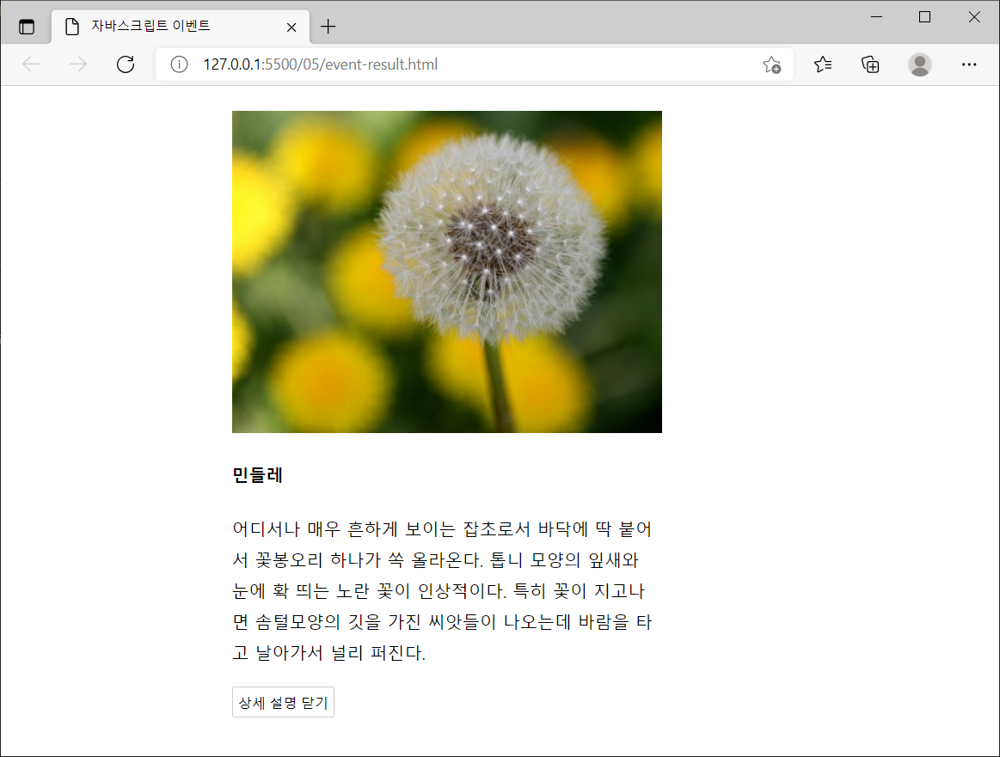 자바스크립트 이벤트
127.0.0.1:5500/05/event-result.html
민들레
어디서나 매우 흔하게 보이는 잡초로서 바닥에 딱 붙어
서 꽃봉오리 하나가 쑥 올라온다. 톱니 모양의 잎새와
눈에 확 띄는 노란 꽃이 인상적이다. 특히 꽃이 지고나
면 솜털모양의 깃을 가진 씨앗들이 나오는데 바람을 타
고 날아가서 널리 퍼진다.
상세 설명 닫기